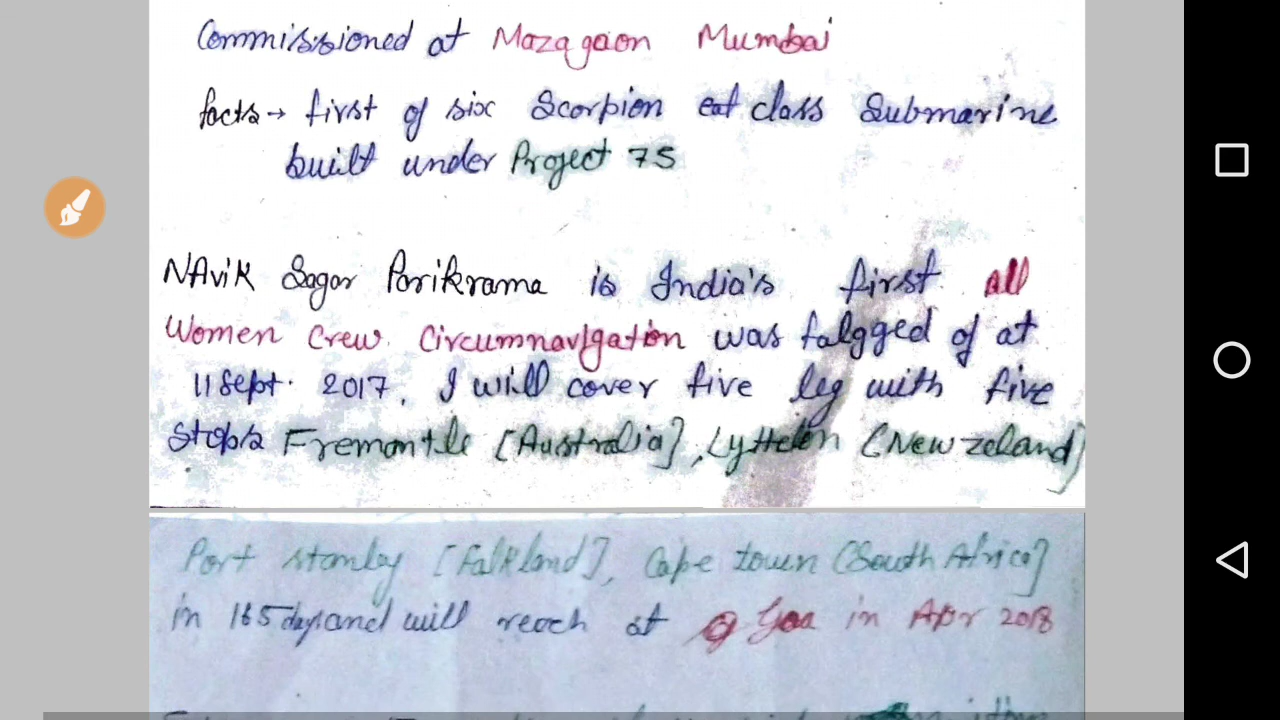 Commissioned at Mazagaon Mumbai
facts → first of six Scorpion class Submarine
built under Project 75
NAviK Sagar Parikrama is India's first all
Women Crew Circumnavigation was falgged of at
11 Sept. 2017. I will cover five leg with five
stops Fremantle [Australia], Lyttelon (New zeland)
Port Stanley [Falkland], Cape town (South Africa]
in 165 days and will reach at Goa in Apr 2018